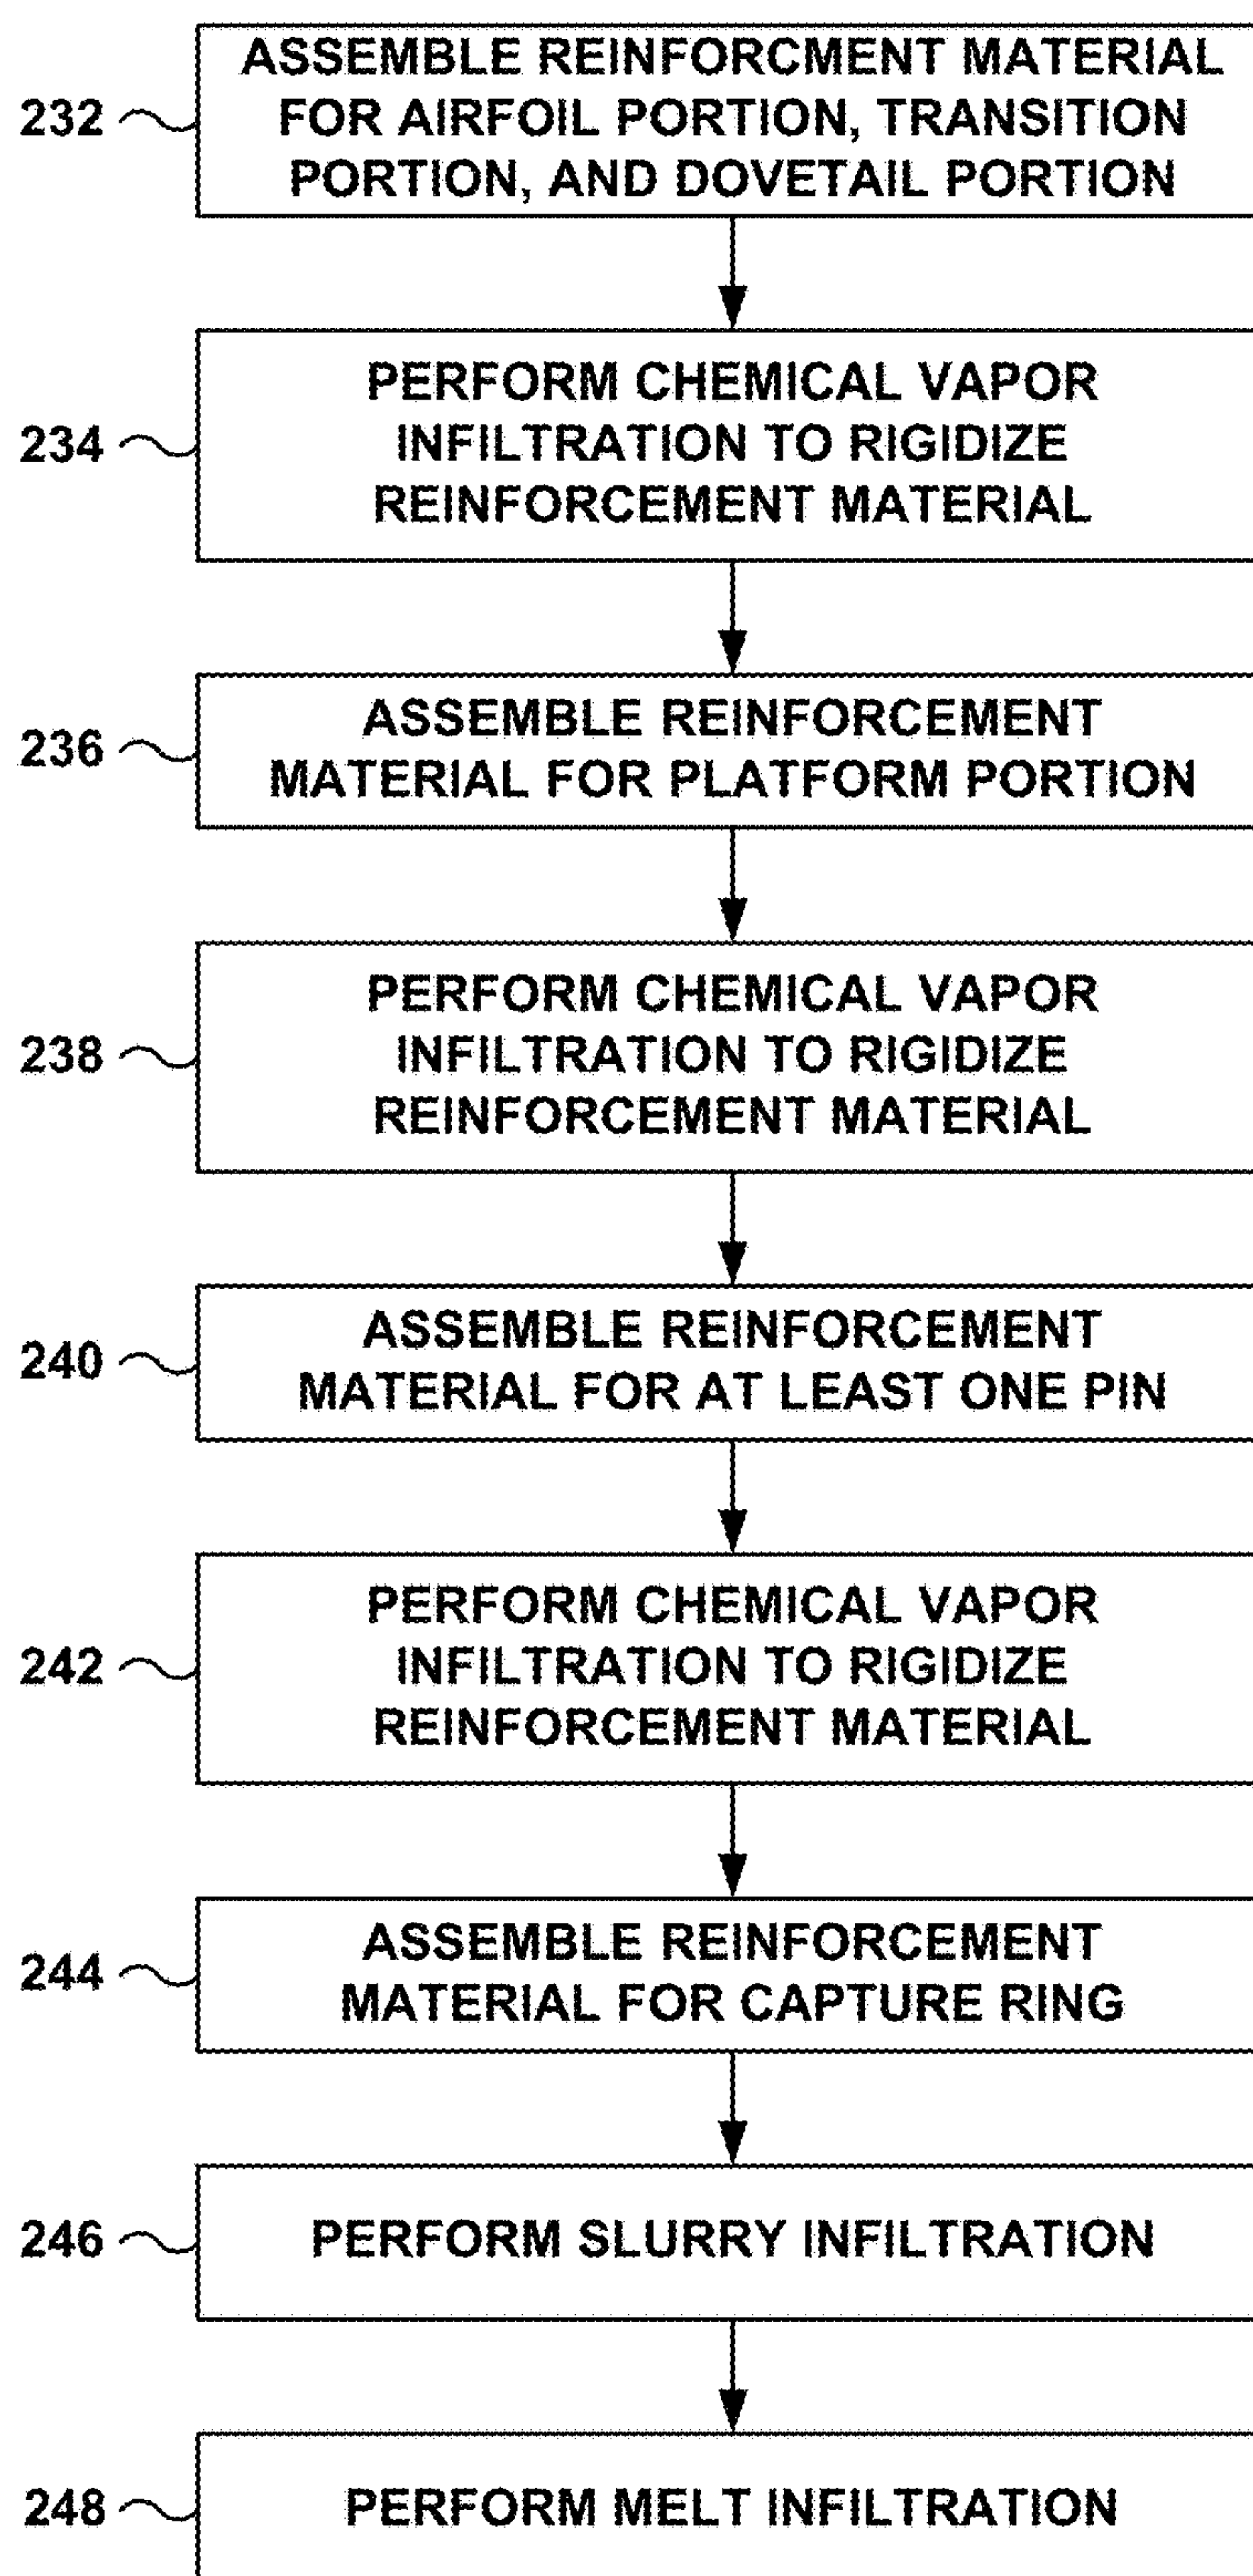 232
ASSEMBLE REINFORCMENT MATERIAL
FOR AIRFOIL PORTION, TRANSITION
PORTION, AND DOVETAIL PORTION
234
PERFORM CHEMICAL VAPOR
INFILTRATION TO RIGIDIZE
REINFORCEMENT MATERIAL
236
ASSEMBLE REINFORCEMENT
MATERIAL FOR PLATFORM PORTION
238
PERFORM CHEMICAL VAPOR
INFILTRATION TO RIGIDIZE
REINFORCEMENT MATERIAL
240
ASSEMBLE REINFORCEMENT
MATERIAL FOR AT LEAST ONE PIN
242
PERFORM CHEMICAL VAPOR
INFILTRATION TO RIGIDIZE
REINFORCEMENT MATERIAL
244
ASSEMBLE REINFORCEMENT
MATERIAL FOR CAPTURE RING
246
PERFORM SLURRY INFILTRATION
248
PERFORM MELT INFILTRATION